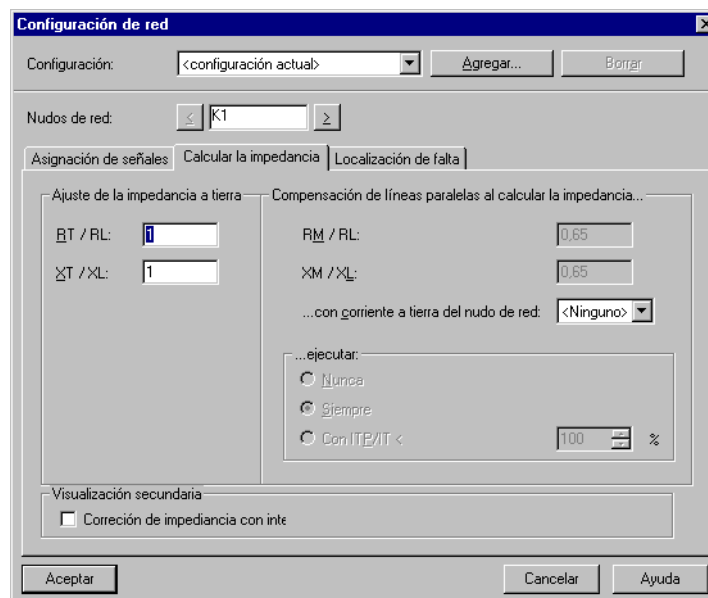 Configuración de red
Configuración: <configuración actual> Agregar... Borrar
Nudos de red: < K1 >
Asignación de señales Calcular la impedancia Localización de falta
Ajuste de la impedancia a tierra Compensación de líneas paralelas al calcular la impedancia...
RT / RL: 1 RM / RL: 0,65
XT / XL: 1 XM / XL: 0,65
...con corriente a tierra del nudo de red: <Ninguno>
...ejecutar:
Nunca
Siempre
Con ITP/IT < 100 %
Visualización secundaria
Correción de impediancia con inte
Aceptar Cancelar Ayuda